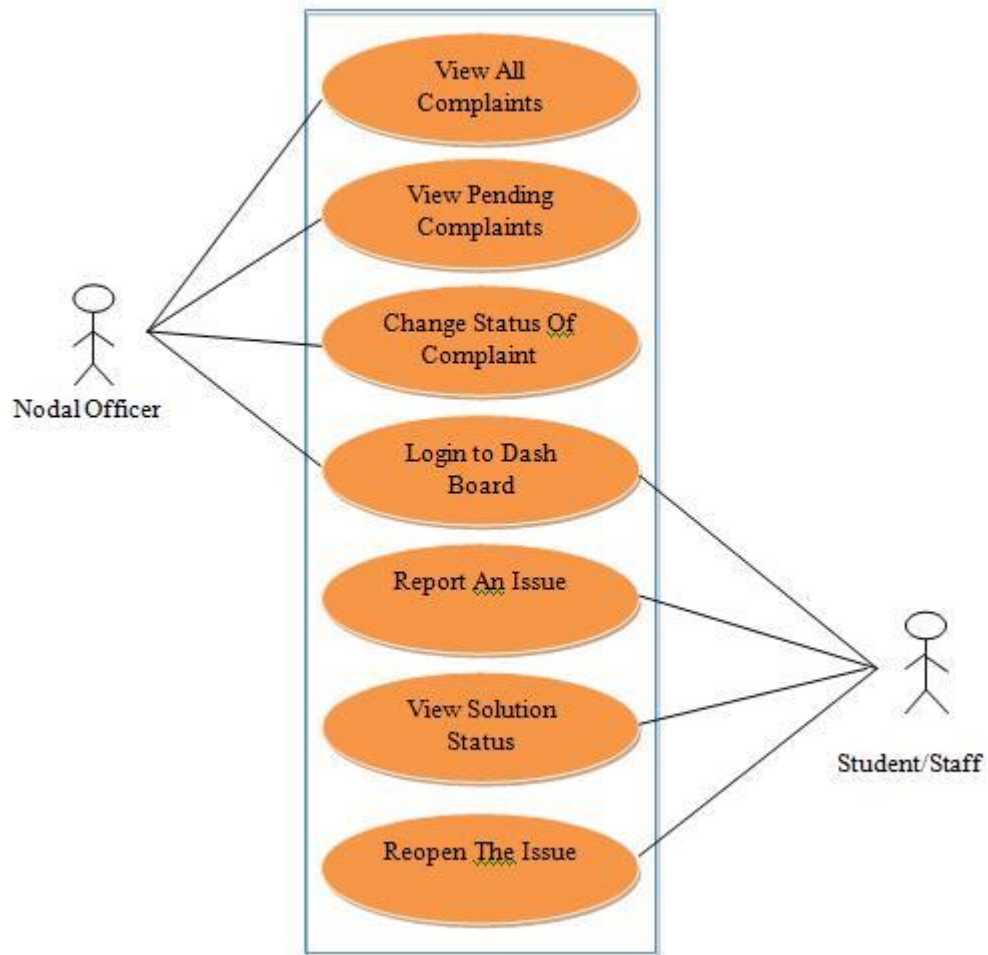 View All
Complaints
View Pending
Complaints
Change Status Of
Complaint
Nodal Officer
Login to Dash
Board
Report An Issue
View Solution
Status
Student/Staff
Reopen The Issue